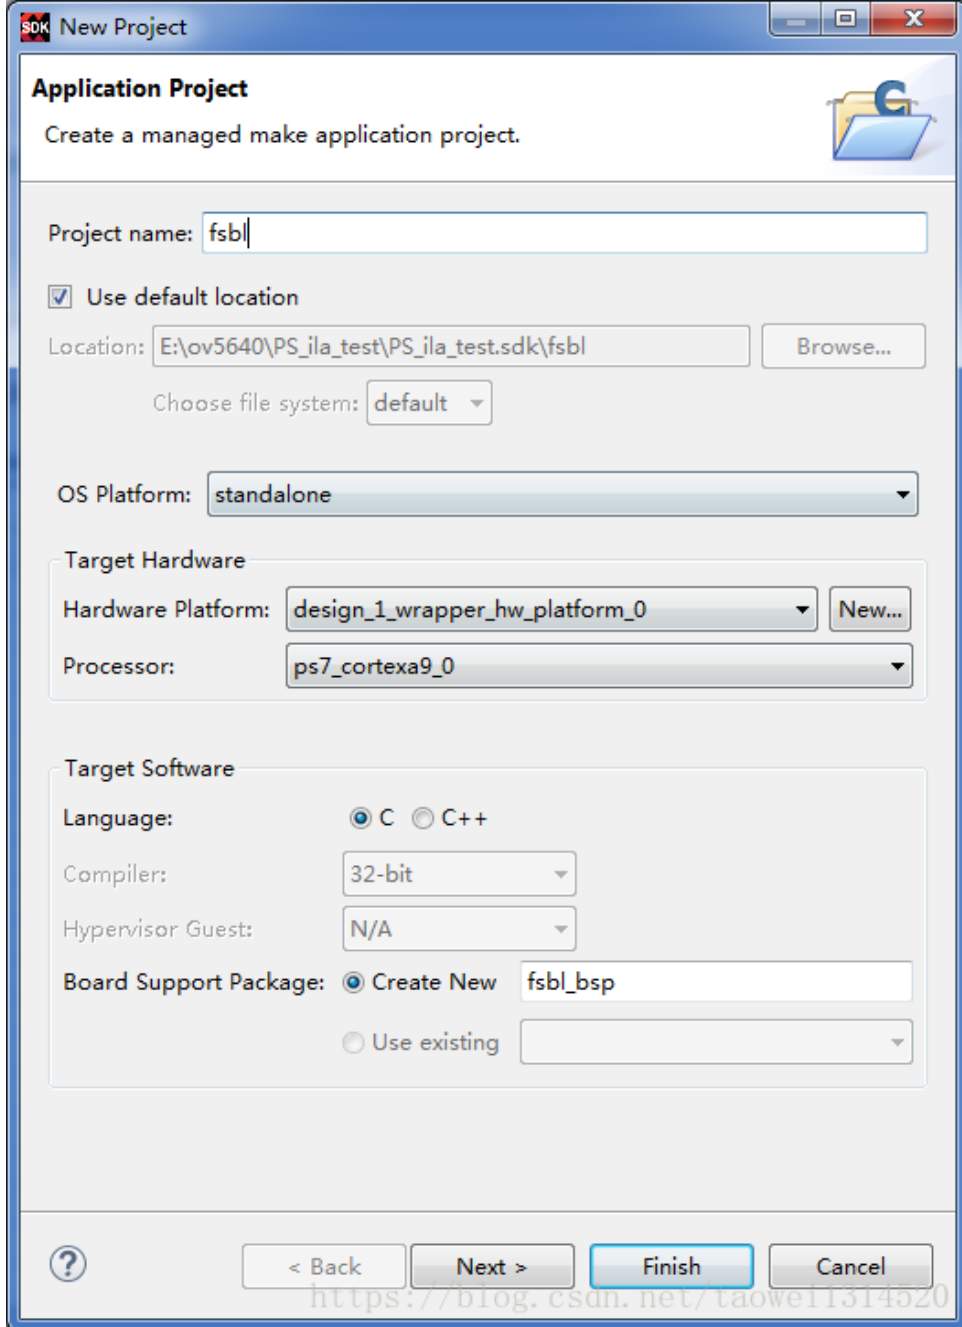 SDK New Project
Application Project
Create a managed make application project.
C
Project name: fsbl
Use default location
Location: E:\ov5640\PS_ila_test\PS_ila_test.sdk\fsbl Browse...
Choose file system: default
OS Platform: standalone
Target Hardware
Hardware Platform: design_1_wrapper_hw_platform_0 New...
Processor: ps7_cortexa9_0
Target Software
Language: C C++
Compiler: 32-bit
Hypervisor Guest: N/A
Board Support Package: Create New fsbl_bsp
Use existing
? < Back Next > Finish Cancel
https://blog.csdn.net/taowei1314520